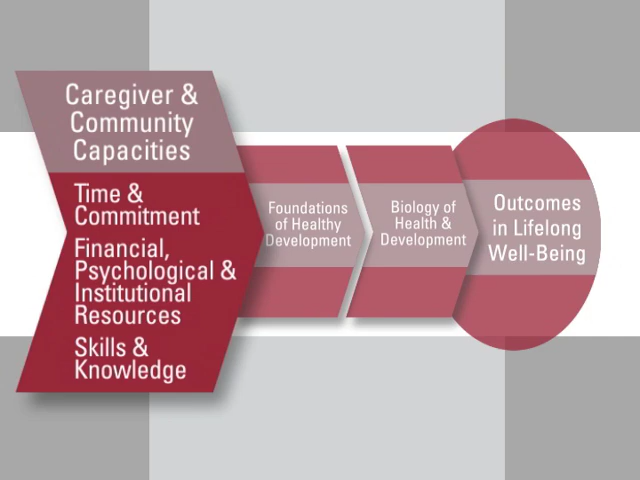 Caregiver &
Community
Capacities
Time &
Commitment
Financial,
Psychological &
Institutional
Resources
Skills &
Knowledge
Foundations
of Healthy
Development
Biology of
Health &
Development
Outcomes
in Lifelong
Well-Being